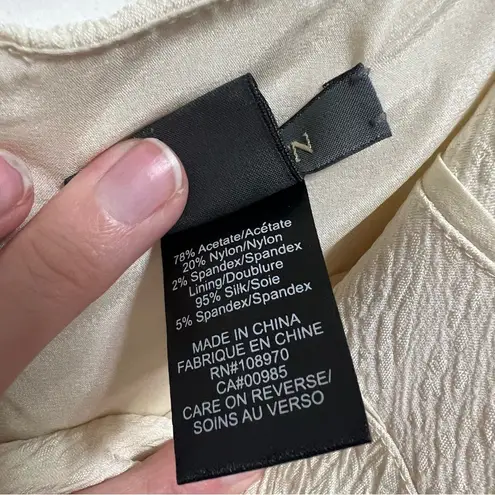 78% Acetate/Acétate
20% Nylon/Nylon
2% Spandex/Spandex
Lining/Doublure
95% Silk/Soie
5% Spandex/Spandex
MADE IN CHINA
FABRIQUE EN CHINE
RN#108970
CA#00985
CARE ON REVERSE/
SOINS AU VERSO